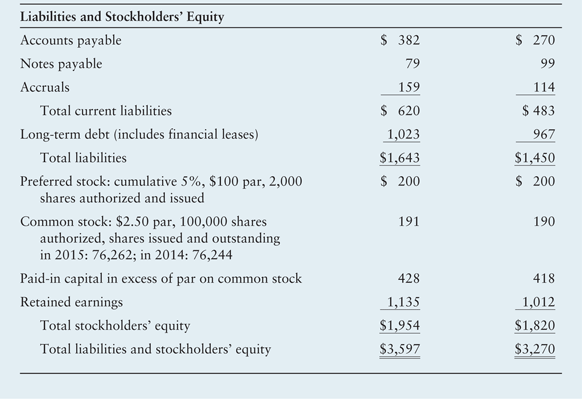 Liabilities and Stockholders’ Equity
Accounts payable $ 382 $ 270
Notes payable 79 99
Accruals 159 114
Total current liabilities $ 620 $ 483
Long-term debt (includes financial leases) 1,023 967
Total liabilities $1,643 $1,450
Preferred stock: cumulative 5%, $100 par, 2,000 $ 200 $ 200
shares authorized and issued
Common stock: $2.50 par, 100,000 shares 191 190
authorized, shares issued and outstanding
in 2015: 76,262; in 2014: 76,244
Paid-in capital in excess of par on common stock 428 418
Retained earnings 1,135 1,012
Total stockholders’ equity $1,954 $1,820
Total liabilities and stockholders’ equity $3,597 $3,270